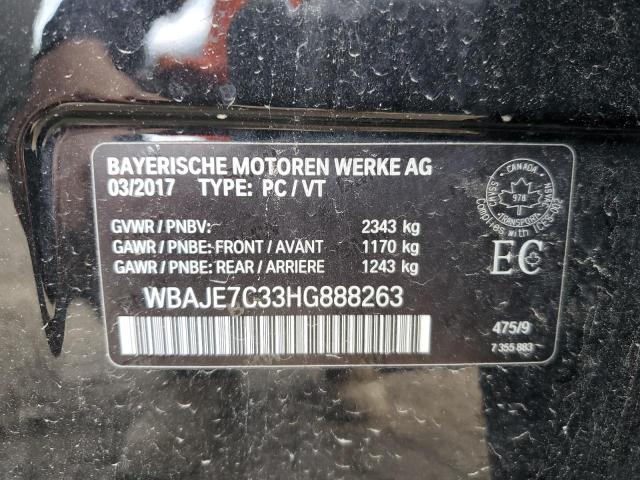 BAYERISCHE MOTOREN WERKE AG
03/2017 TYPE: PC / VT
GVWR / PNBV: 2343 kg
GAWR / PNBE: FRONT / AVANT 1170 kg
GAWR / PNBE: REAR / ARRIERE 1243 kg
WBAJE7C33HG888263
CANADA
978
TRANSPORT
EC
475/9
7 355 883